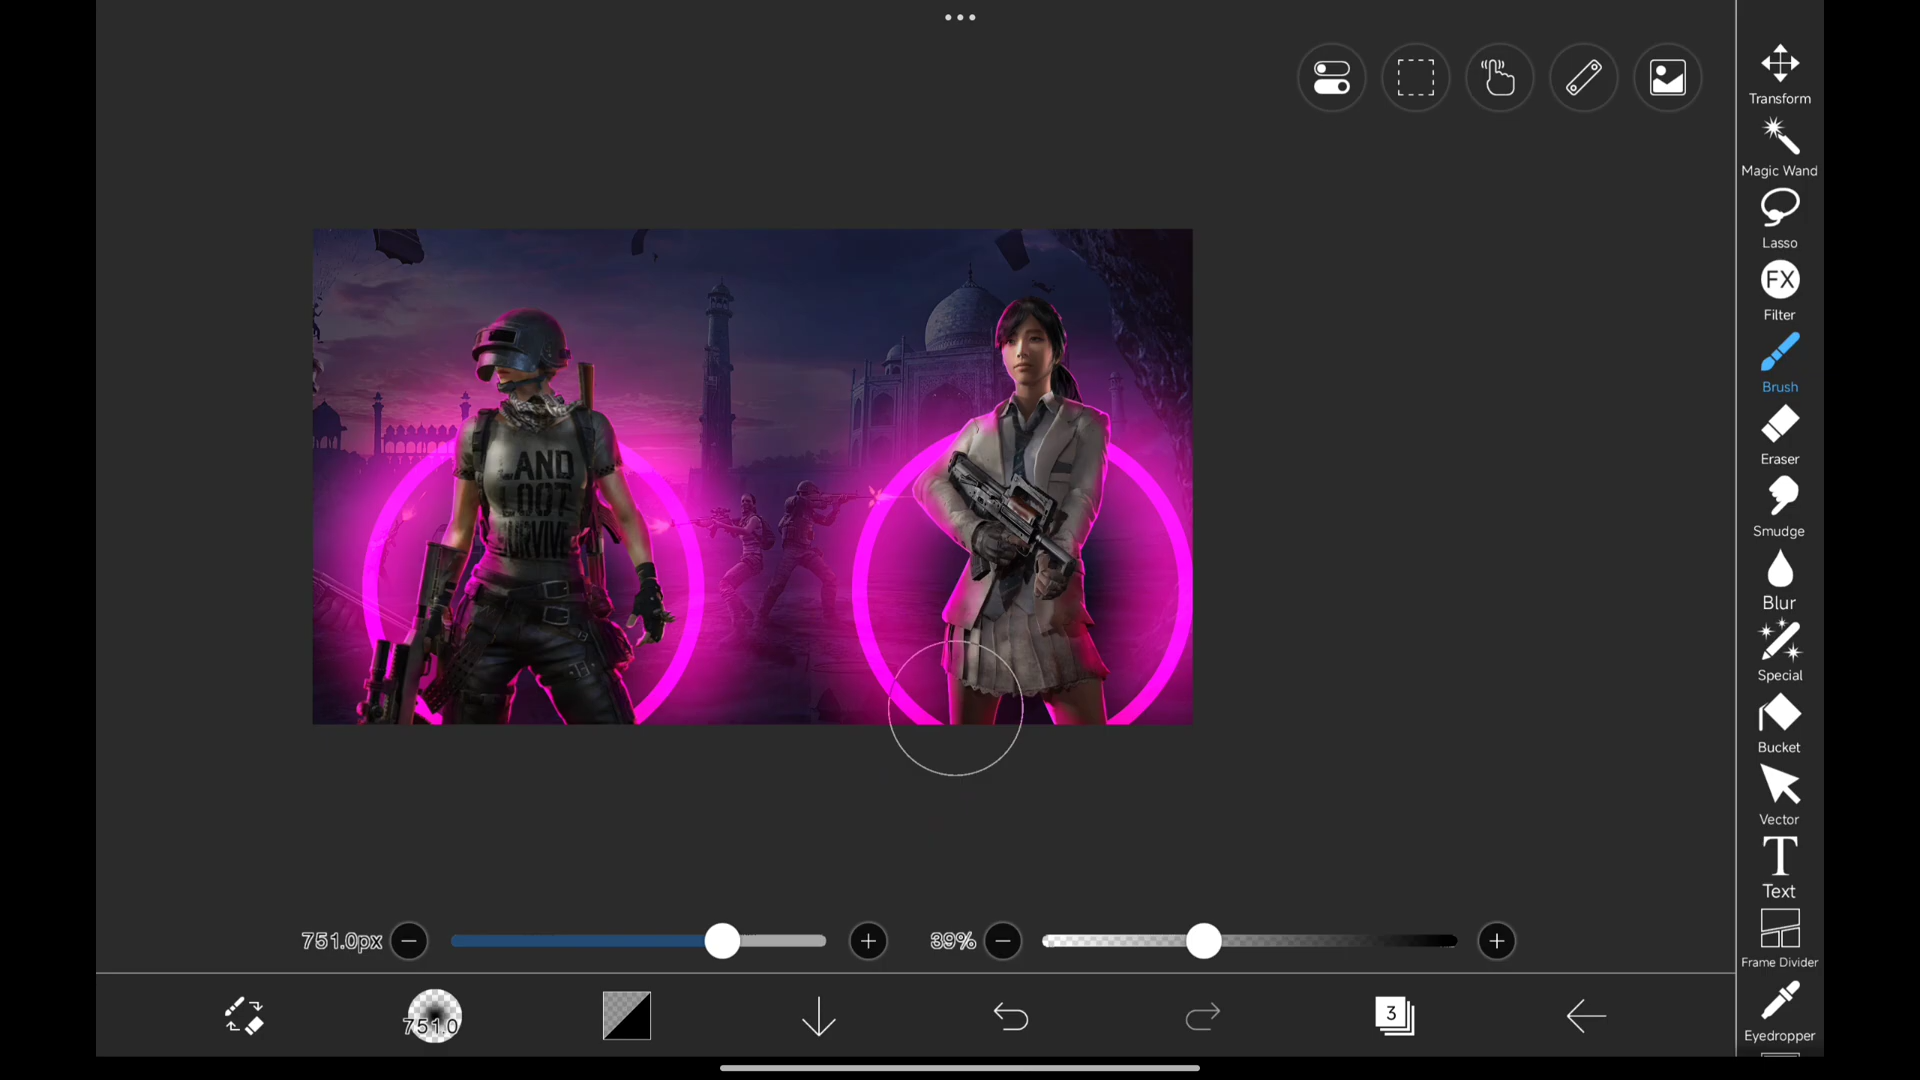 Transform
Magic Wand
Lasso
FX
Filter
Brush
Eraser
Smudge
Blur
Special
Bucket
Vector
T
Text
Frame Divider
Eyedropper
LAND
LOOT
SURVIVE
751.0px
39%
751.0
3